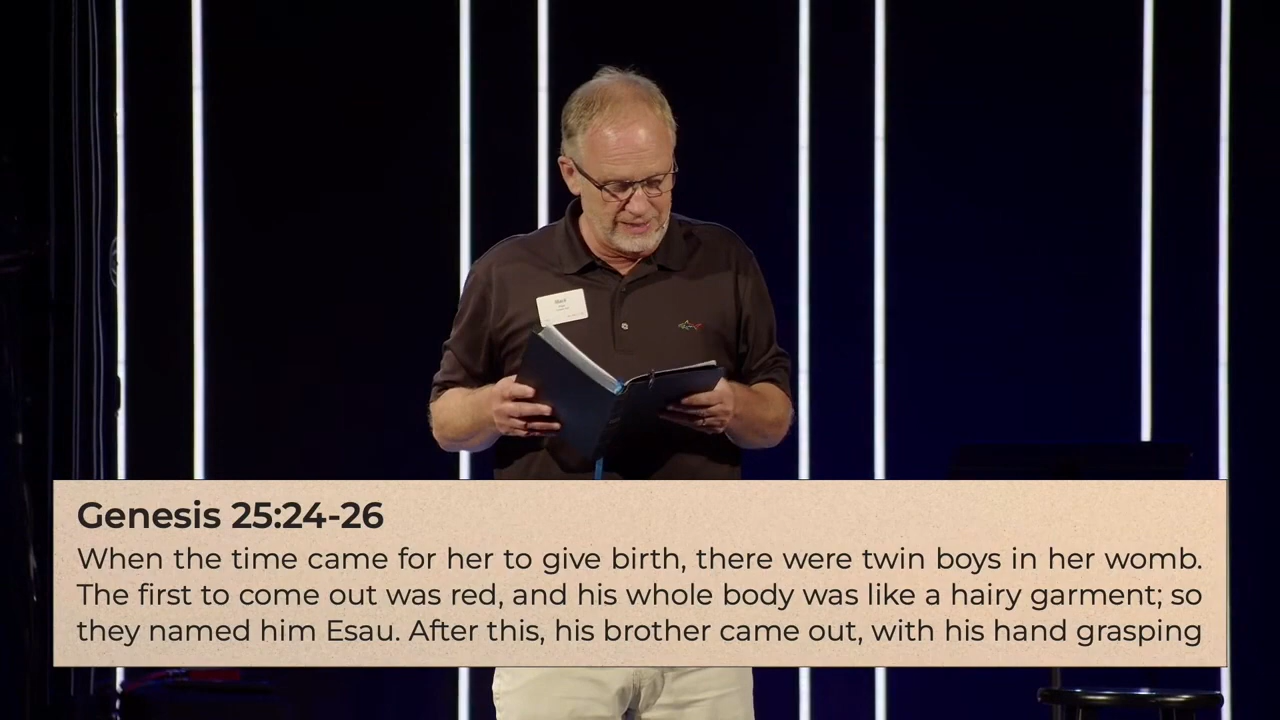 Genesis 25:24-26
When the time came for her to give birth, there were twin boys in her womb.
The first to come out was red, and his whole body was like a hairy garment; so
they named him Esau. After this, his brother came out, with his hand grasping